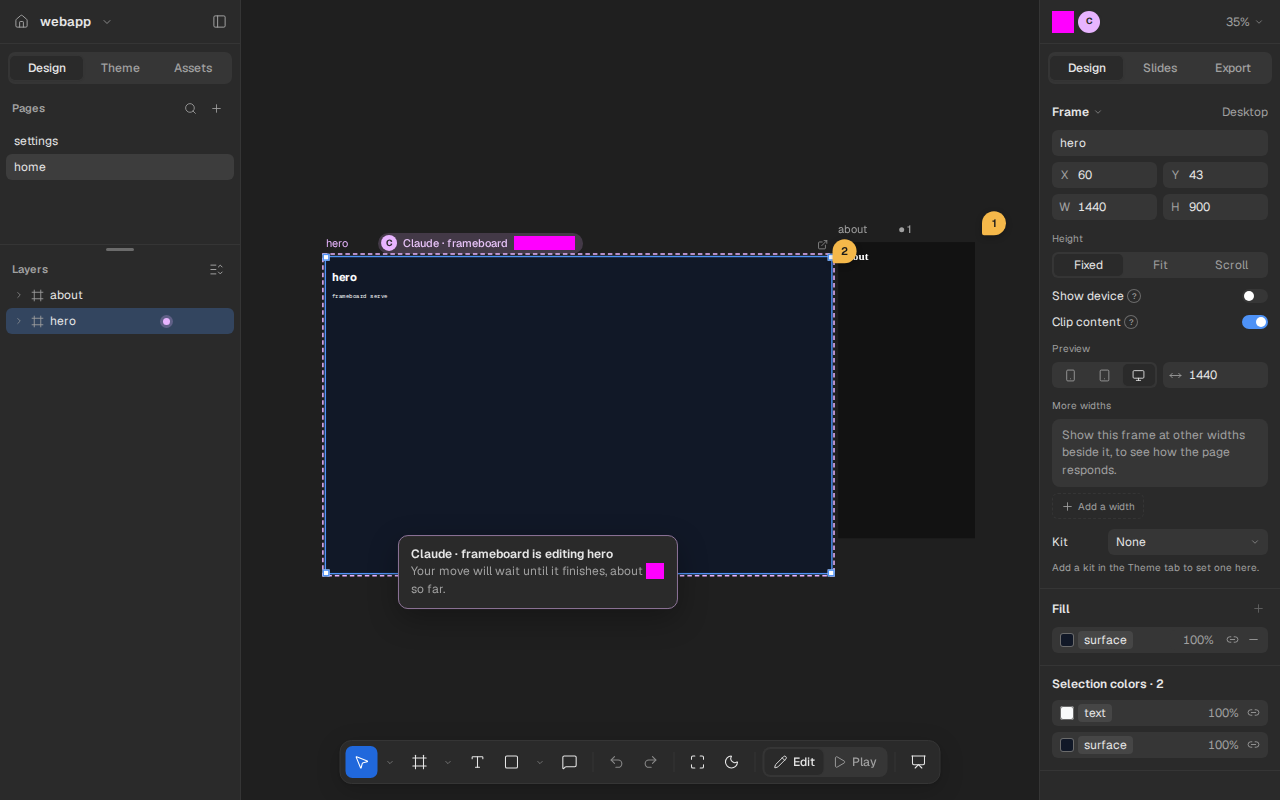 webapp
Design Theme Assets
Pages
settings
home
Layers
about
hero
hero
C Claude · frameboard
about
1
1
2
hero
frameboard serve
Claude · frameboard is editing hero
Your move will wait until it finishes, about
so far.
Edit Play
C
35%
Design Slides Export
Frame Desktop
hero
X 60 Y 43
W 1440 H 900
Height
Fixed Fit Scroll
Show device ?
Clip content ?
Preview
1440
More widths
Show this frame at other widths
beside it, to see how the page
responds.
Add a width
Kit None
Add a kit in the Theme tab to set one here.
Fill
surface 100%
Selection colors · 2
text 100%
surface 100%